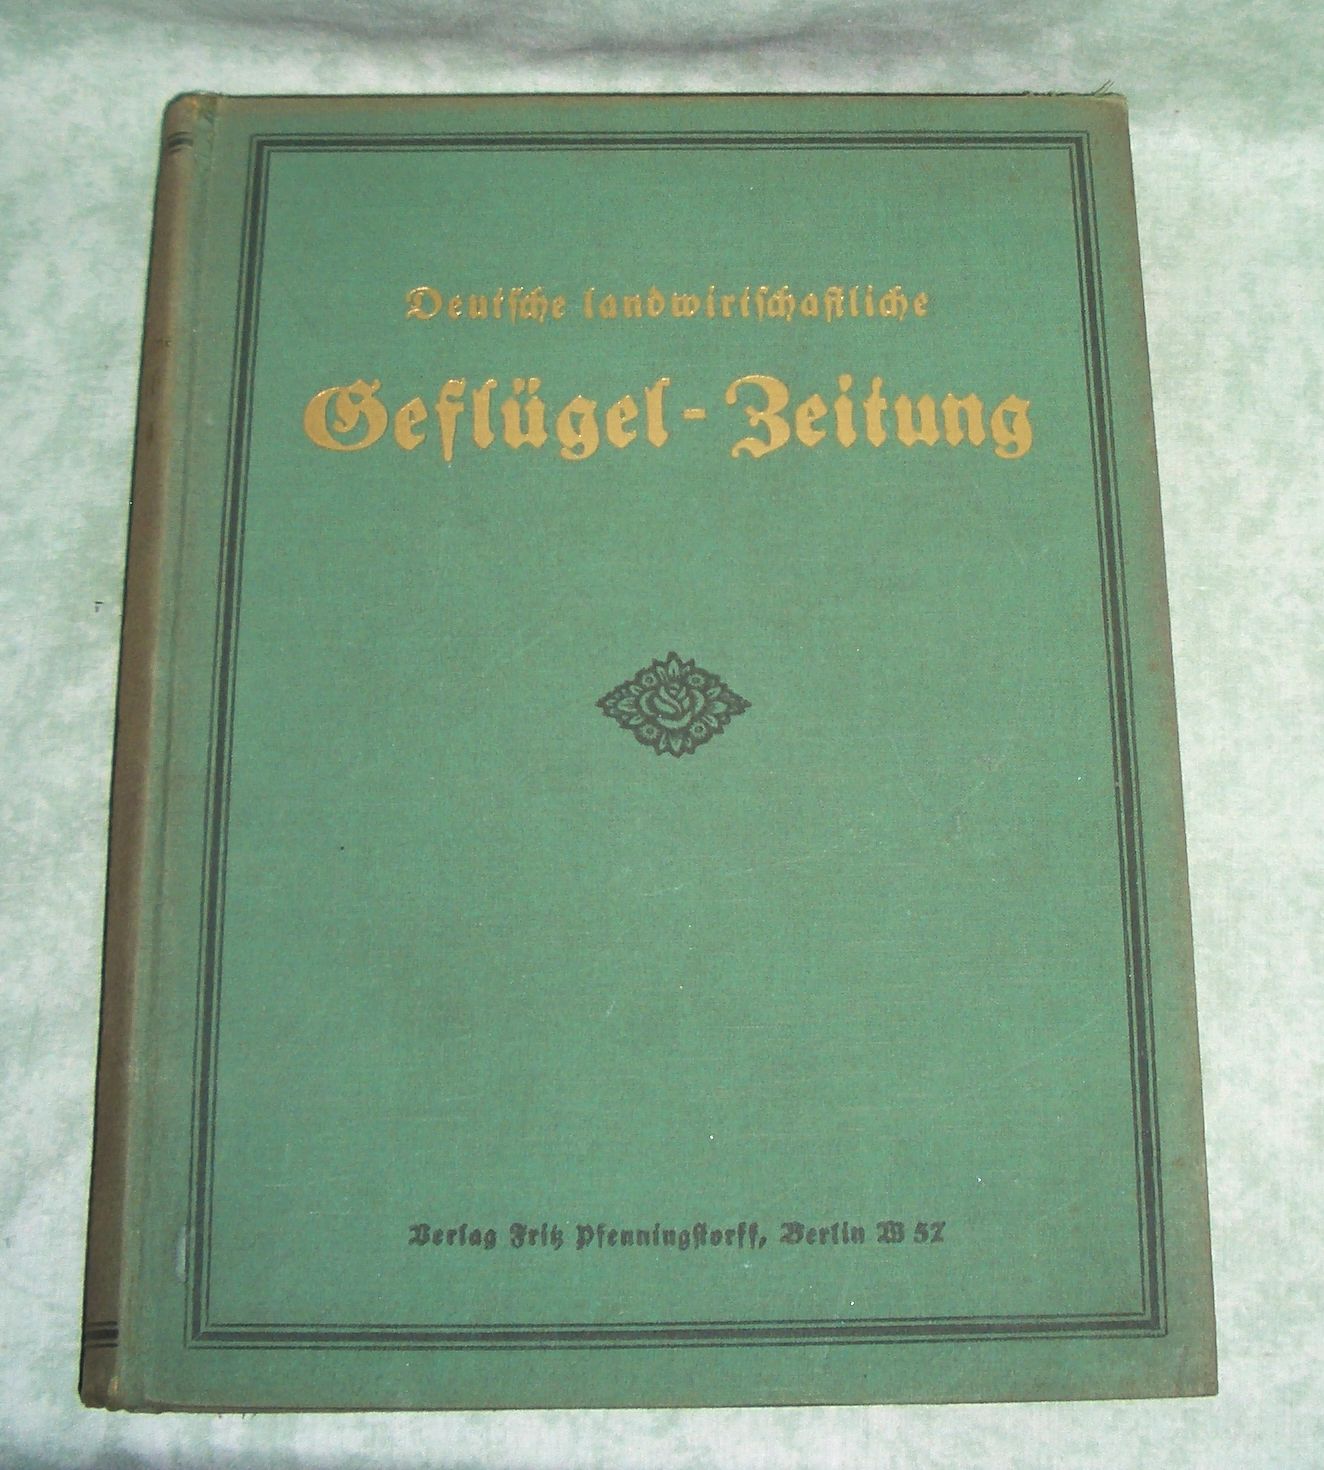 Deutsche landwirtschaftliche
Geflügel-Zeitung
Verlag Fritz Pfenningstorff, Berlin W 57